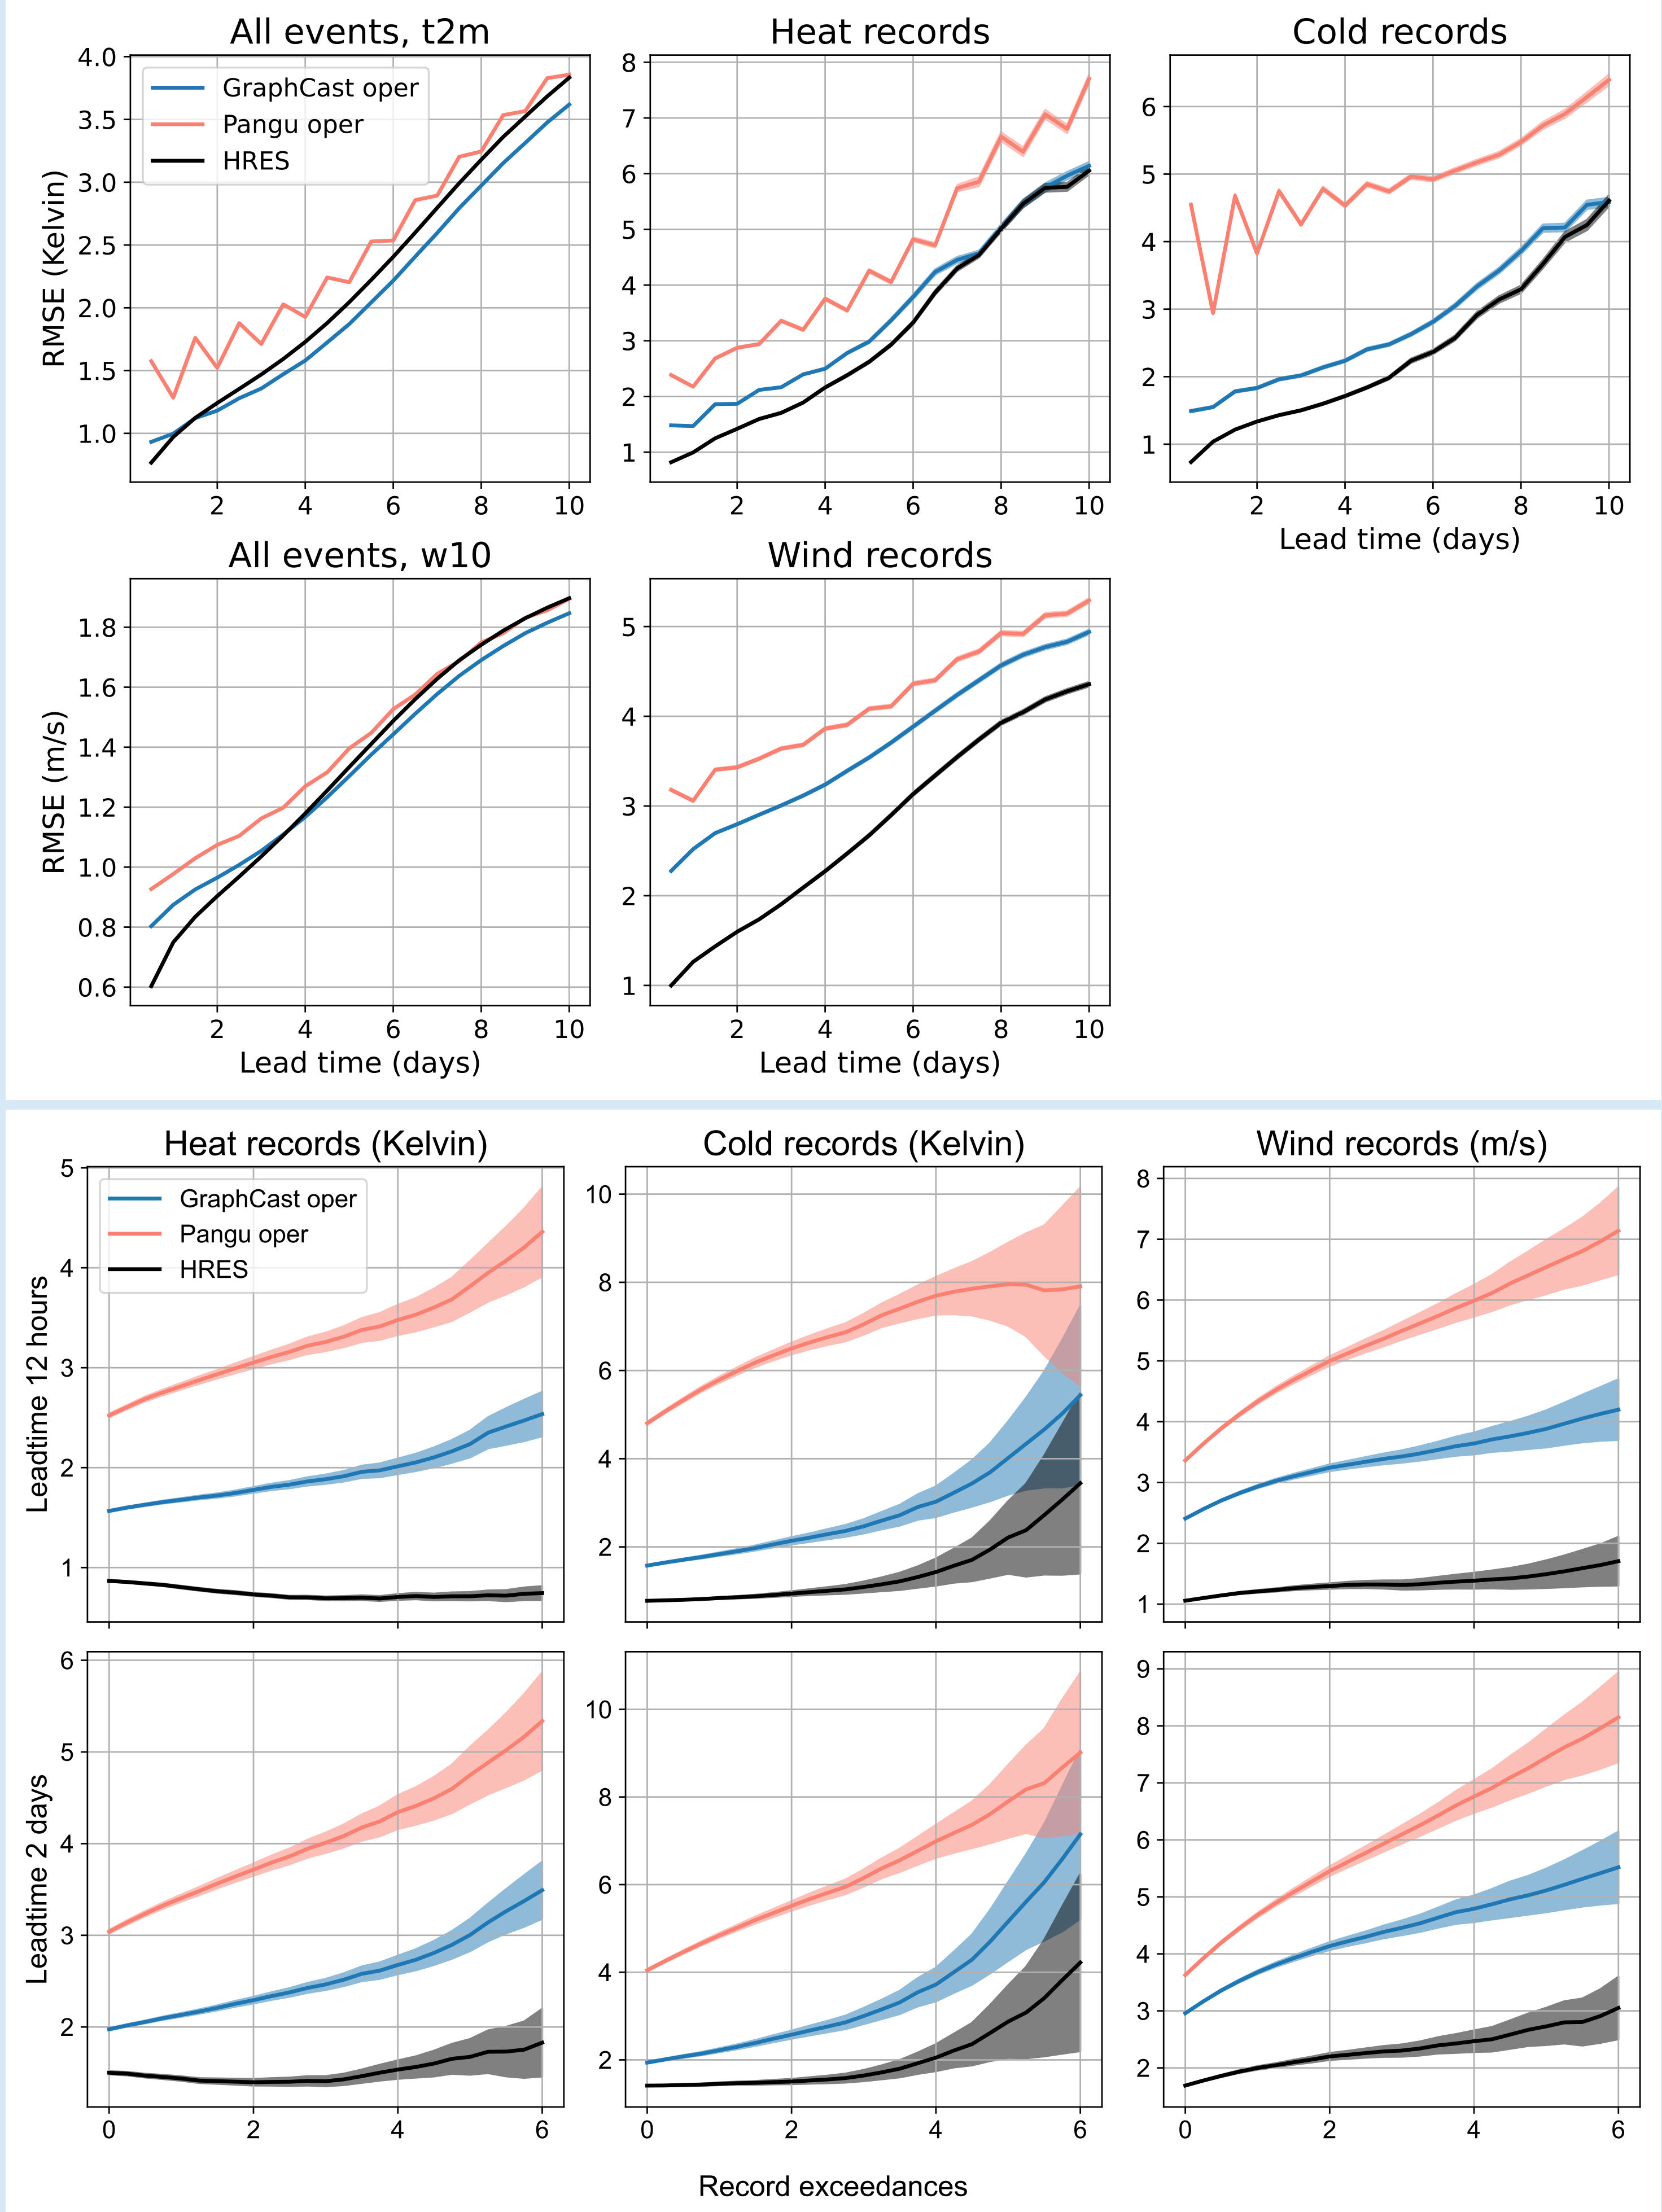 All events, t2m
Heat records
Cold records
RMSE (Kelvin)
4.0
3.5
3.0
2.5
2.0
1.5
1.0
GraphCast oper
Pangu oper
HRES
2 4 6 8 10
8
7
6
5
4
3
2
1
2 4 6 8 10
6
5
4
3
2
1
2 4 6 8 10
Lead time (days)
All events, w10
Wind records
RMSE (m/s)
1.8
1.6
1.4
1.2
1.0
0.8
0.6
2 4 6 8 10
Lead time (days)
5
4
3
2
1
2 4 6 8 10
Lead time (days)
Heat records (Kelvin)
Cold records (Kelvin)
Wind records (m/s)
Leadtime 12 hours
5
4
3
2
1
GraphCast oper
Pangu oper
HRES
10
8
6
4
2
8
7
6
5
4
3
2
1
Leadtime 2 days
6
5
4
3
2
0 2 4 6
10
8
6
4
2
0 2 4 6
9
8
7
6
5
4
3
2
0 2 4 6
Record exceedances